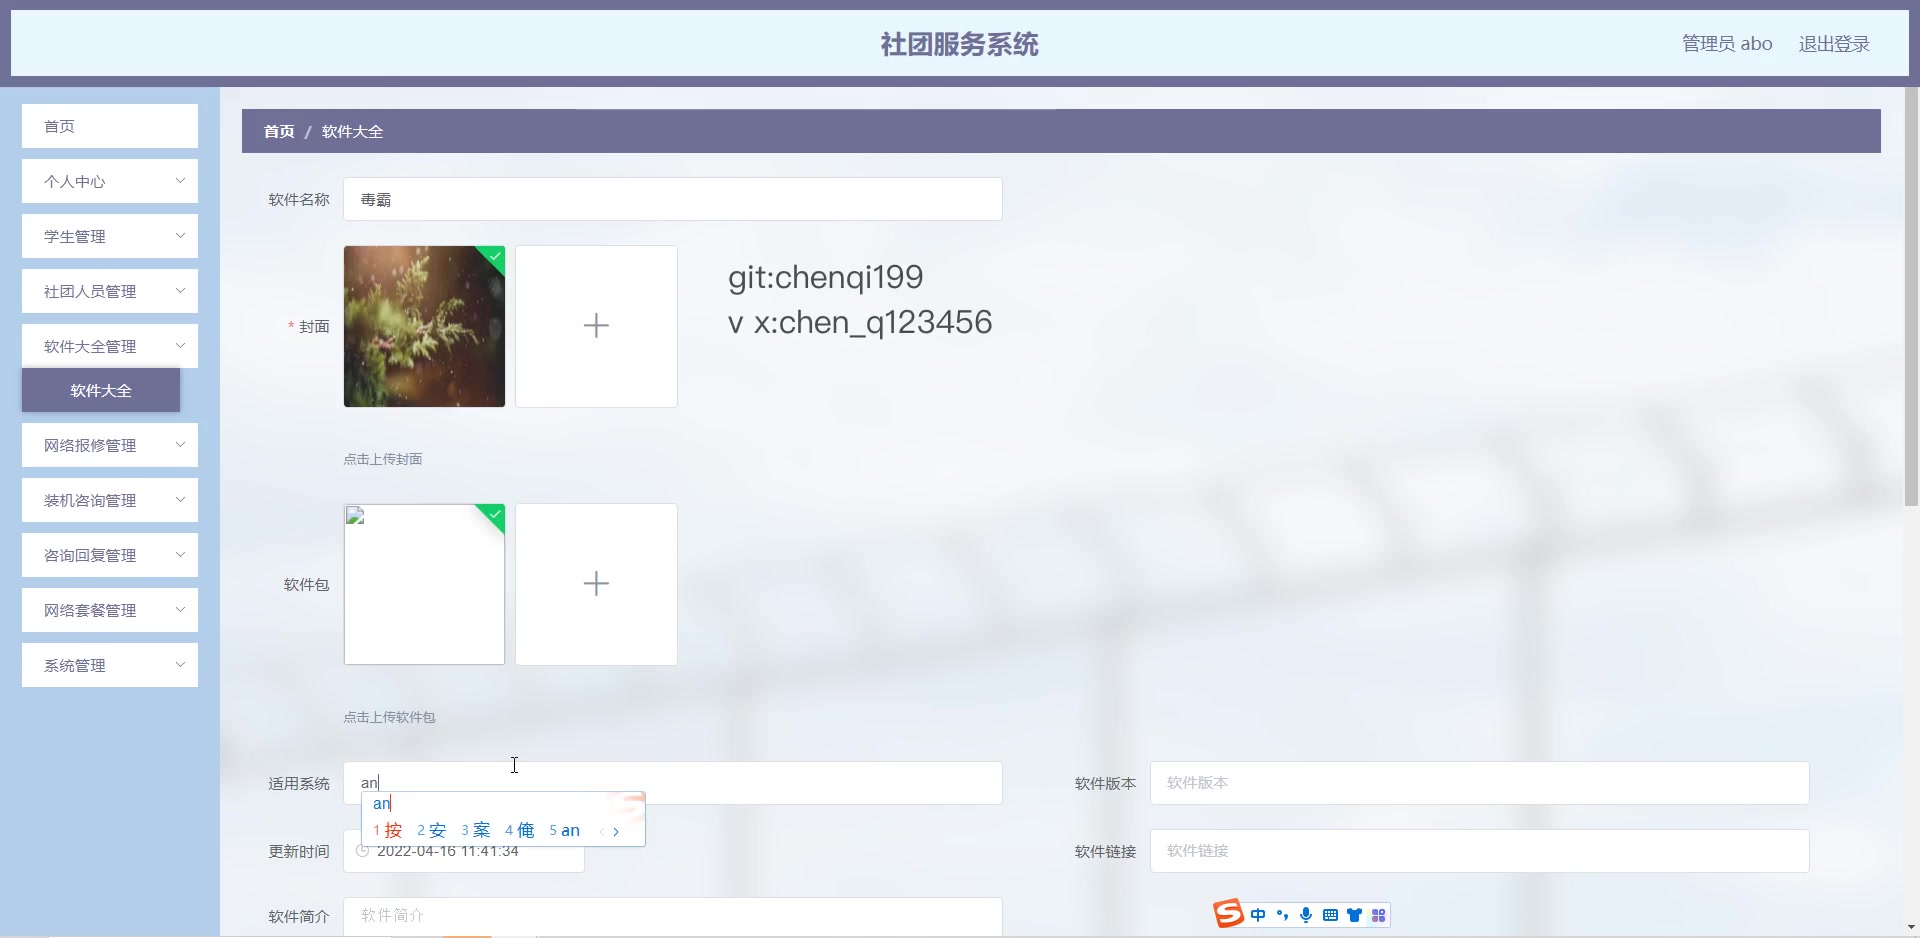 社团服务系统
管理员 abo
退出登录
首页
个人中心
学生管理
社团人员管理
软件大全管理
软件大全
网络报修管理
装机咨询管理
咨询回复管理
网络套餐管理
系统管理
首页 / 软件大全
软件名称
毒霸
git:chenqi199
v x:chen_q123456
* 封面
点击上传封面
软件包
点击上传软件包
适用系统
an
an
1 按 2 安 3 案 4 俺 5 an
软件版本
软件版本
更新时间
2022-04-16 11:41:34
软件链接
软件链接
软件简介
软件简介
中